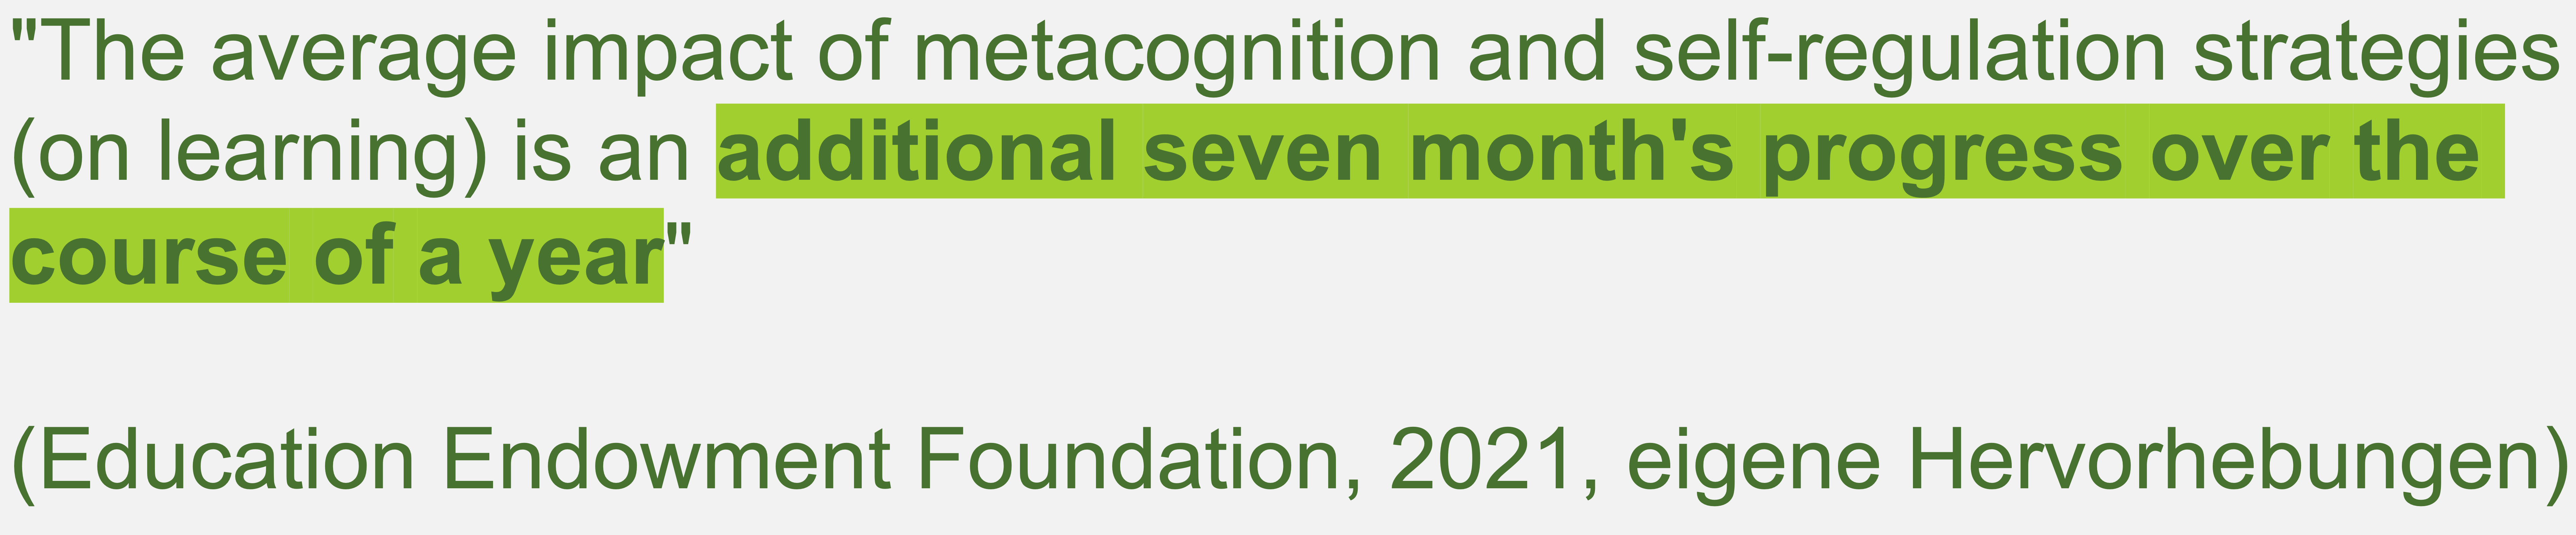 "The average impact of metacognition and self-regulation strategies
(on learning) is an additional seven month's progress over the
course of a year"
(Education Endowment Foundation, 2021, eigene Hervorhebungen)